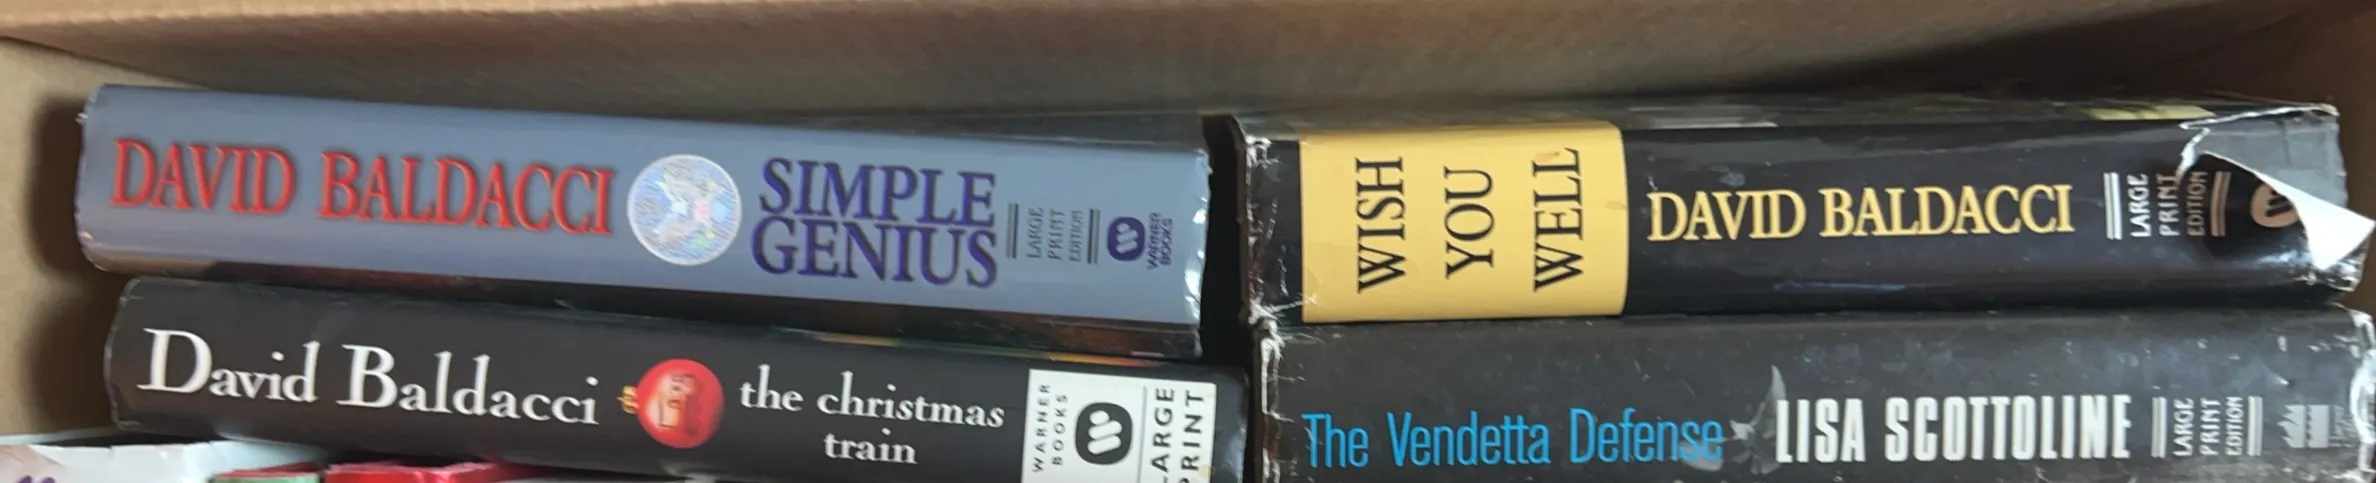 DAVID BALDACCI
SIMPLE
GENIUS
LARGE
PRINT
EDITION
WARNER
BOOKS
David Baldacci
the christmas
train
WARNER
BOOKS
LARGE
PRINT
WISH
YOU
WELL
DAVID BALDACCI
LARGE
PRINT
EDITION
The Vendetta Defense
LISA SCOTTOLINE
LARGE
PRINT
EDITION